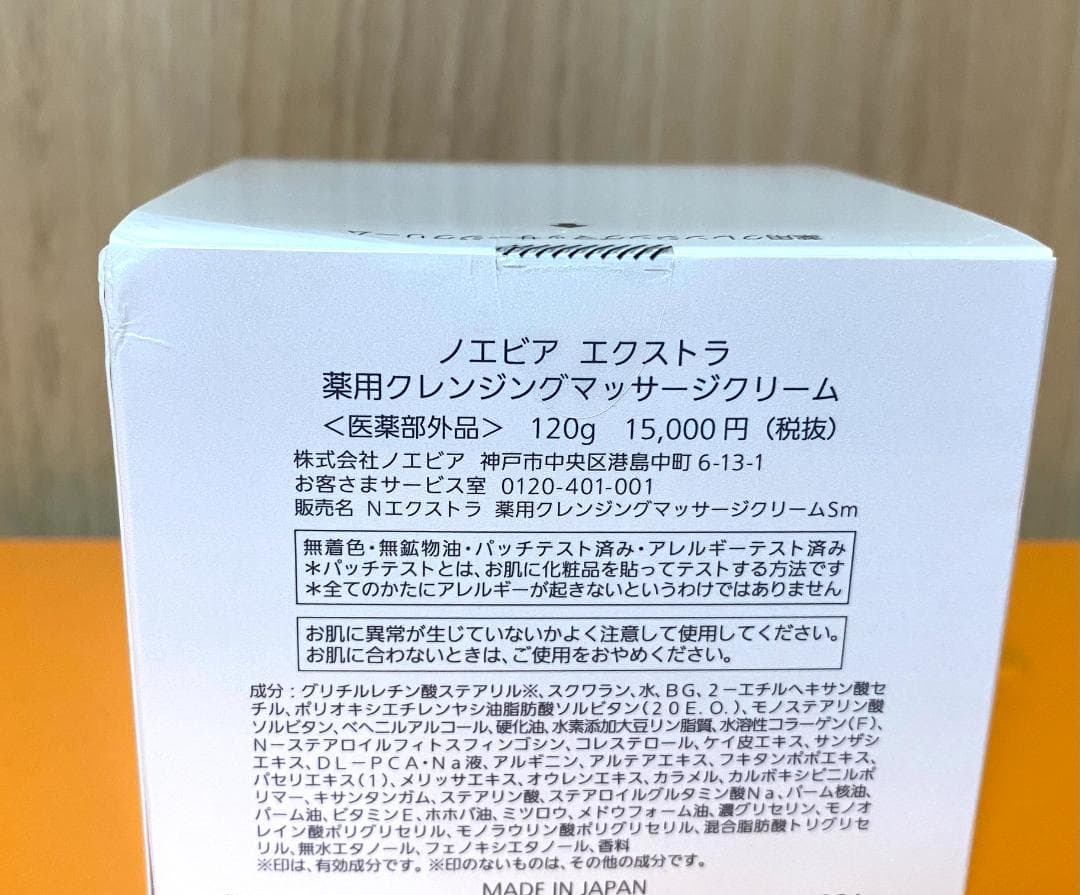 薬用クレンジングマッサージクリーム
ノエビア エクストラ
薬用クレンジングマッサージクリーム
＜医薬部外品＞ 120g 15,000円（税抜）
株式会社ノエビア 神戸市中央区港島中町6-13-1
お客さまサービス室 0120-401-001
販売名 Nエクストラ 薬用クレンジングマッサージクリームSm
無着色・無鉱物油・パッチテスト済み・アレルギーテスト済み
＊パッチテストとは、お肌に化粧品を貼ってテストする方法です
＊全てのかたにアレルギーが起きないというわけではありません
お肌に異常が生じていないかよく注意して使用してください。
お肌に合わないときは、ご使用をおやめください。
成分：グリチルレチン酸ステアリル※、スクワラン、水、BG、2－エチルヘキサン酸セ
チル、ポリオキシエチレンヤシ油脂肪酸ソルビタン(20E.O.)、モノステアリン酸
ソルビタン、ベヘニルアルコール、硬化油、水素添加大豆リン脂質、水溶性コラーゲン(F)、
N－ステアロイルフィトスフィンゴシン、コレステロール、ケイ皮エキス、サンザシ
エキス、DL－PCA・Na液、アルギニン、アルテアエキス、フキタンポポエキス、
パセリエキス(1)、メリッサエキス、オウレンエキス、カラメル、カルボキシビニルポ
リマー、キサンタンガム、ステアリン酸、ステアロイルグルタミン酸Na、パーム核油、
パーム油、ビタミンE、ホホバ油、ミツロウ、メドウフォーム油、濃グリセリン、モノオ
レイン酸ポリグリセリル、モノラウリン酸ポリグリセリル、混合脂肪酸トリグリセ
リル、無水エタノール、フェノキシエタノール、香料
※印は、有効成分です。※印のないものは、その他の成分です。
MADE IN JAPAN